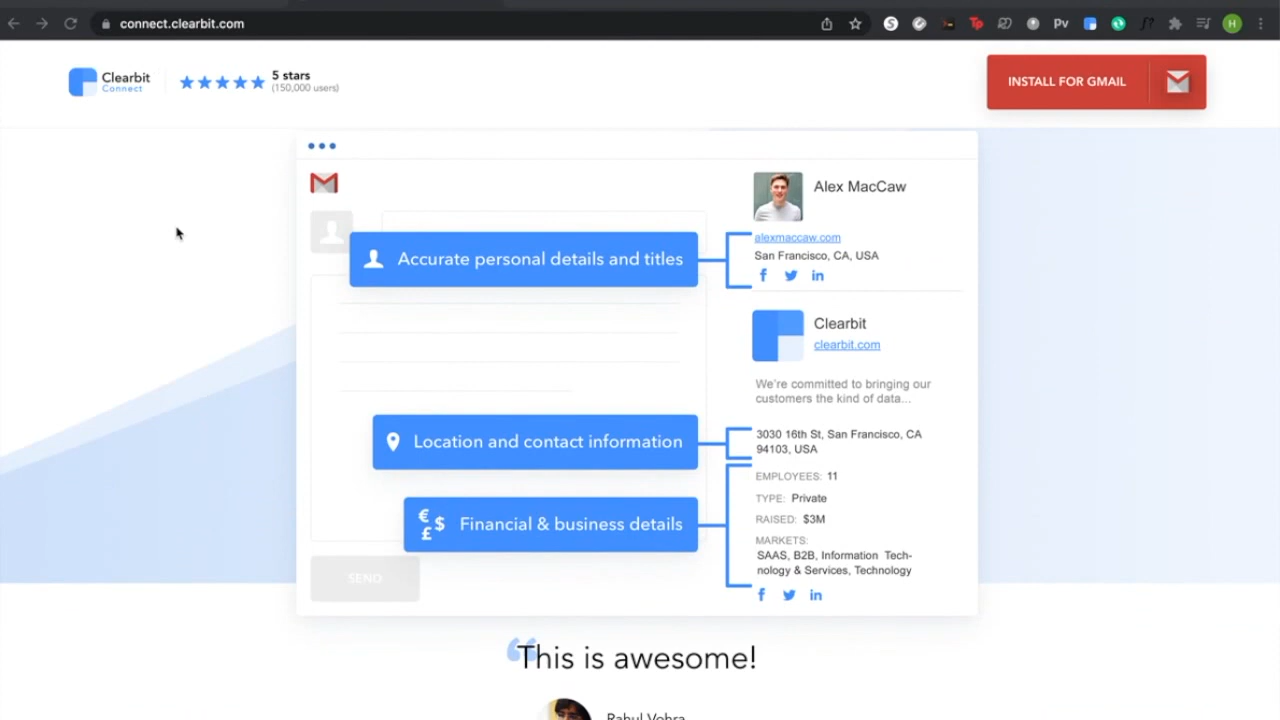 connect.clearbit.com
Tp
Pv
H
Clearbit
Connect
5 stars
(150,000 users)
INSTALL FOR GMAIL
Alex MacCaw
alexmaccaw.com
San Francisco, CA, USA
Accurate personal details and titles
Clearbit
clearbit.com
We're committed to bringing our
customers the kind of data...
Location and contact information
3030 16th St, San Francisco, CA
94103, USA
EMPLOYEES: 11
TYPE: Private
RAISED: $3M
Financial & business details
MARKETS:
SAAS, B2B, Information Tech-
nology & Services, Technology
SEND
“This is awesome!
Rahul Vohra